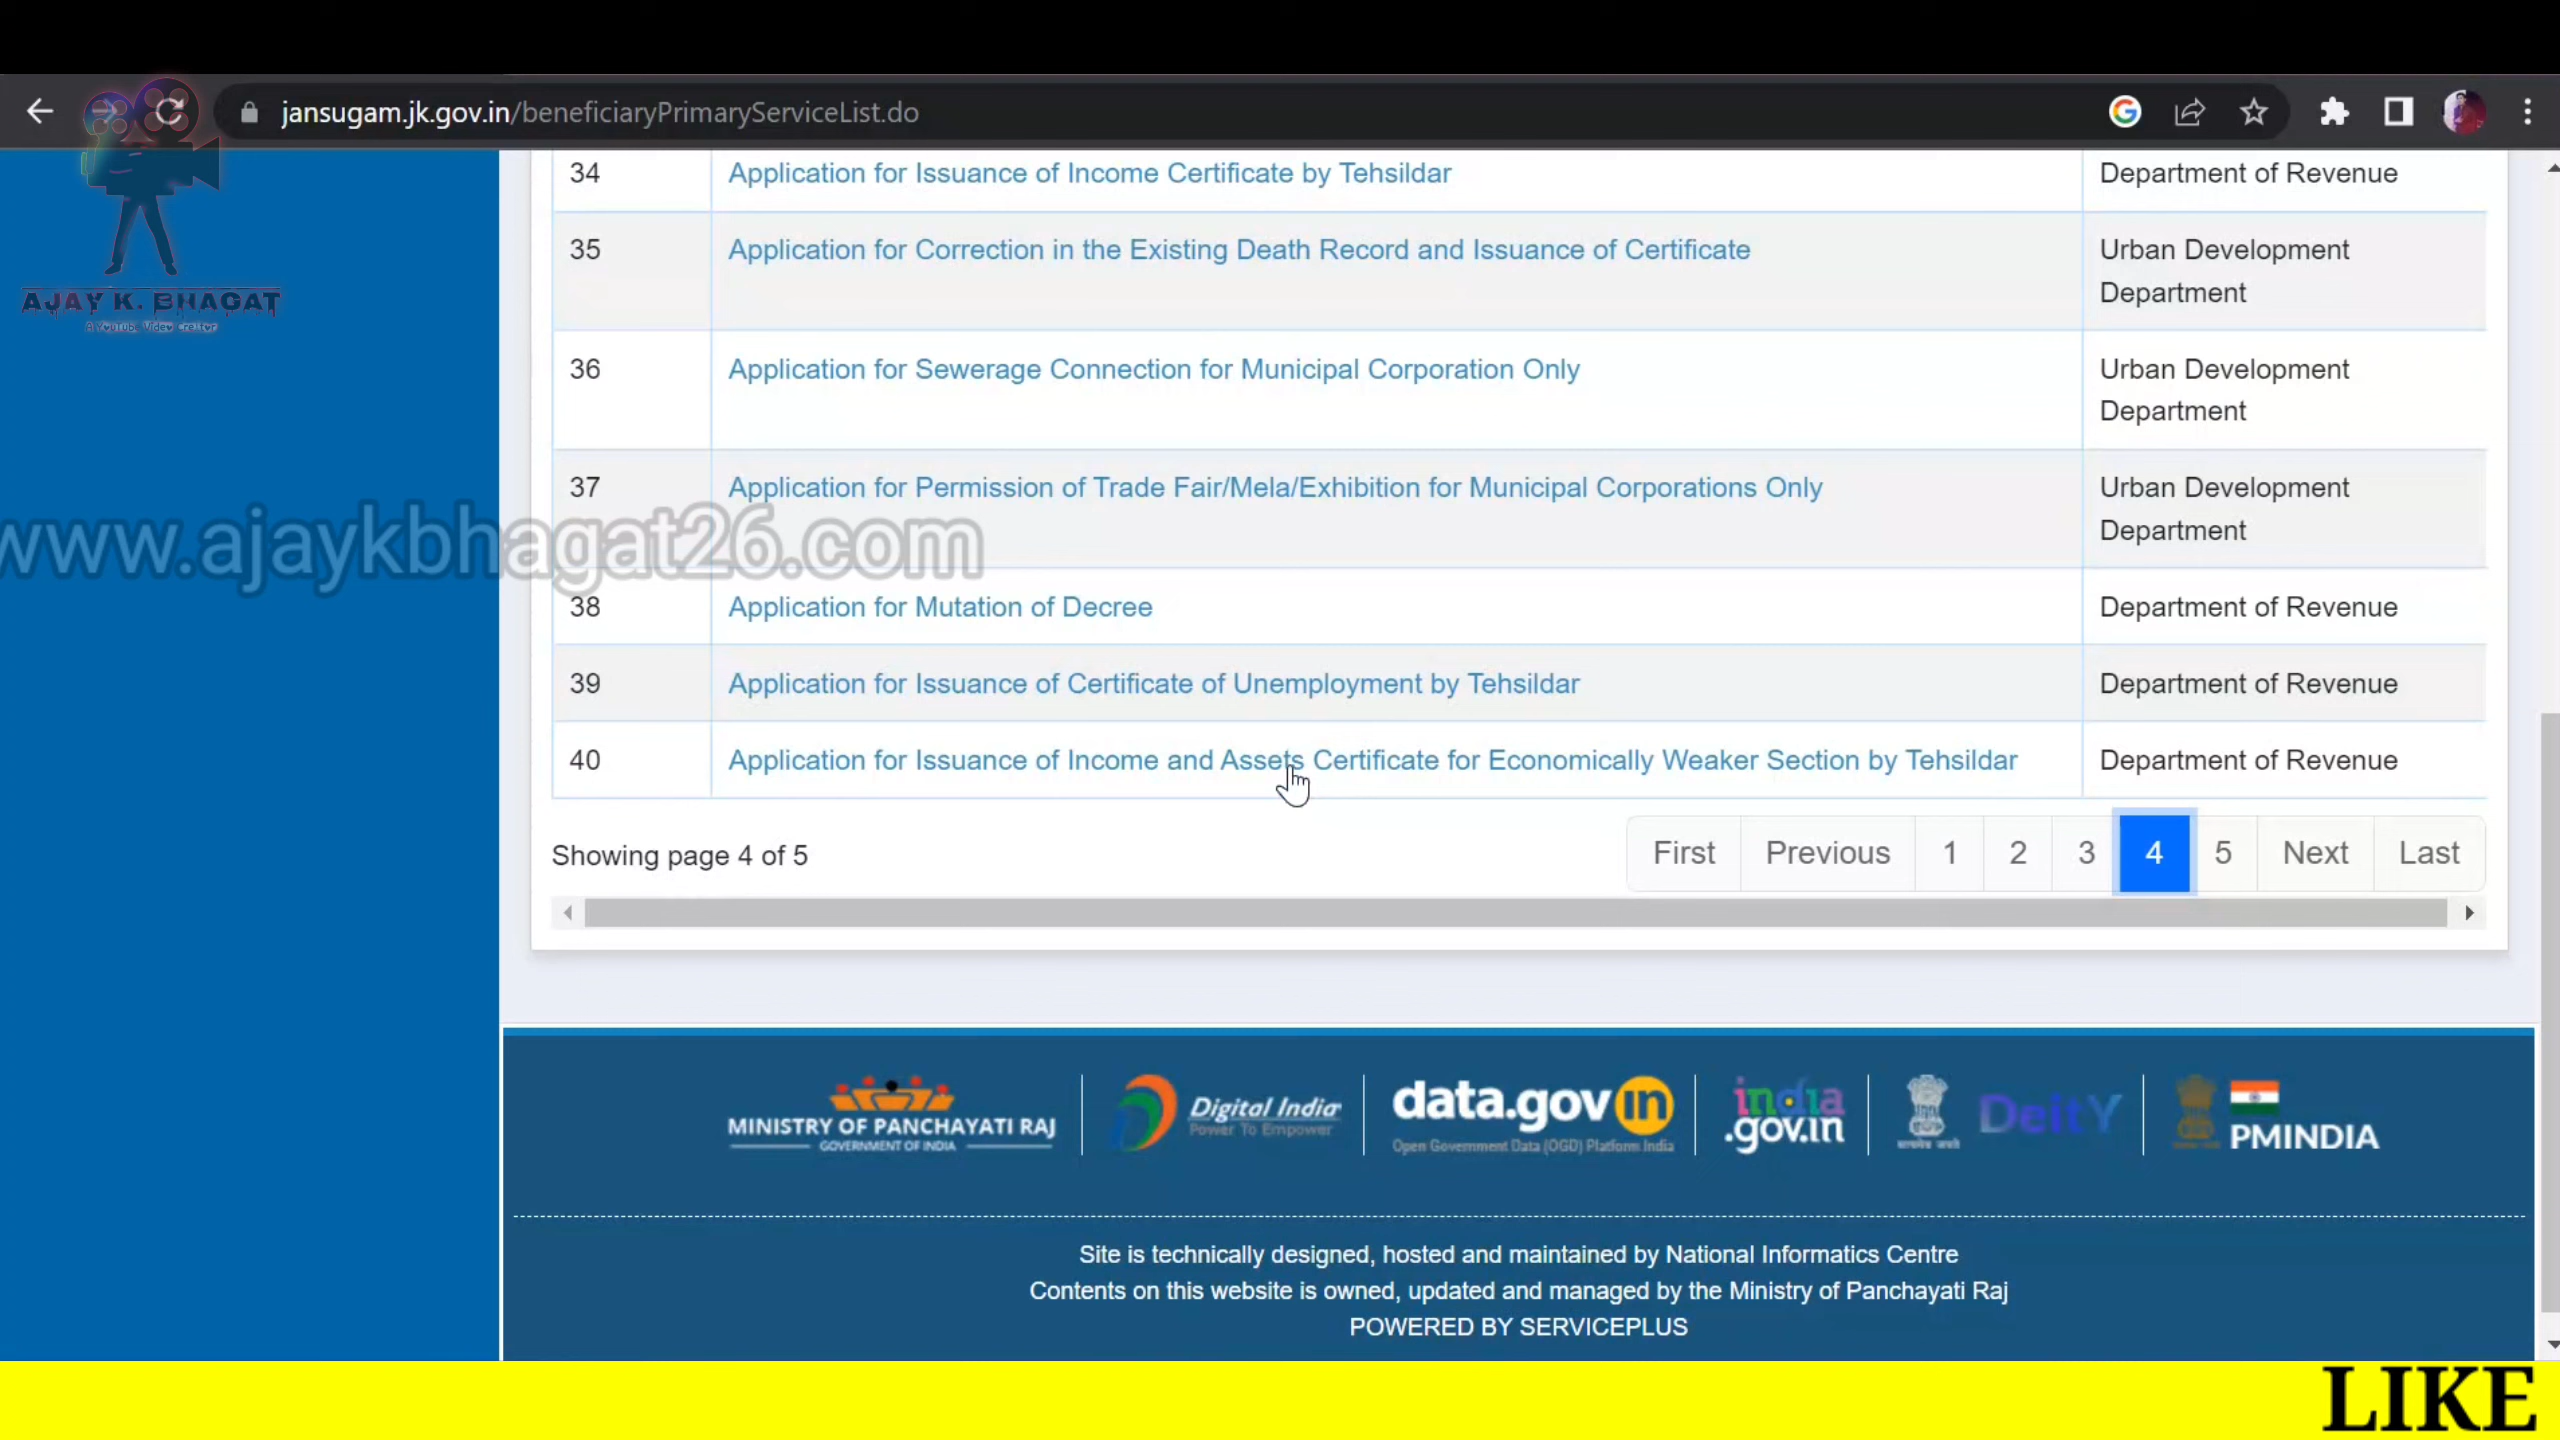 jansugam.jk.gov.in/beneficiaryPrimaryServiceList.do
AJAY K. BHAGAT
A YouTube Video Creator
34 Application for Issuance of Income Certificate by Tehsildar Department of Revenue
35 Application for Correction in the Existing Death Record and Issuance of Certificate Urban Development
Department
36 Application for Sewerage Connection for Municipal Corporation Only Urban Development
Department
37 Application for Permission of Trade Fair/Mela/Exhibition for Municipal Corporations Only Urban Development
Department
www.ajaykbhagat26.com
38 Application for Mutation of Decree Department of Revenue
39 Application for Issuance of Certificate of Unemployment by Tehsildar Department of Revenue
40 Application for Issuance of Income and Assets Certificate for Economically Weaker Section by Tehsildar Department of Revenue
Showing page 4 of 5 First Previous 1 2 3 4 5 Next Last
MINISTRY OF PANCHAYATI RAJ
GOVERNMENT OF INDIA
Digital India
Power To Empower
data.gov in
Open Government Data (OGD) Platform India
india
.gov.in
DeitY
PMINDIA
Site is technically designed, hosted and maintained by National Informatics Centre
Contents on this website is owned, updated and managed by the Ministry of Panchayati Raj
POWERED BY SERVICEPLUS
LIKE